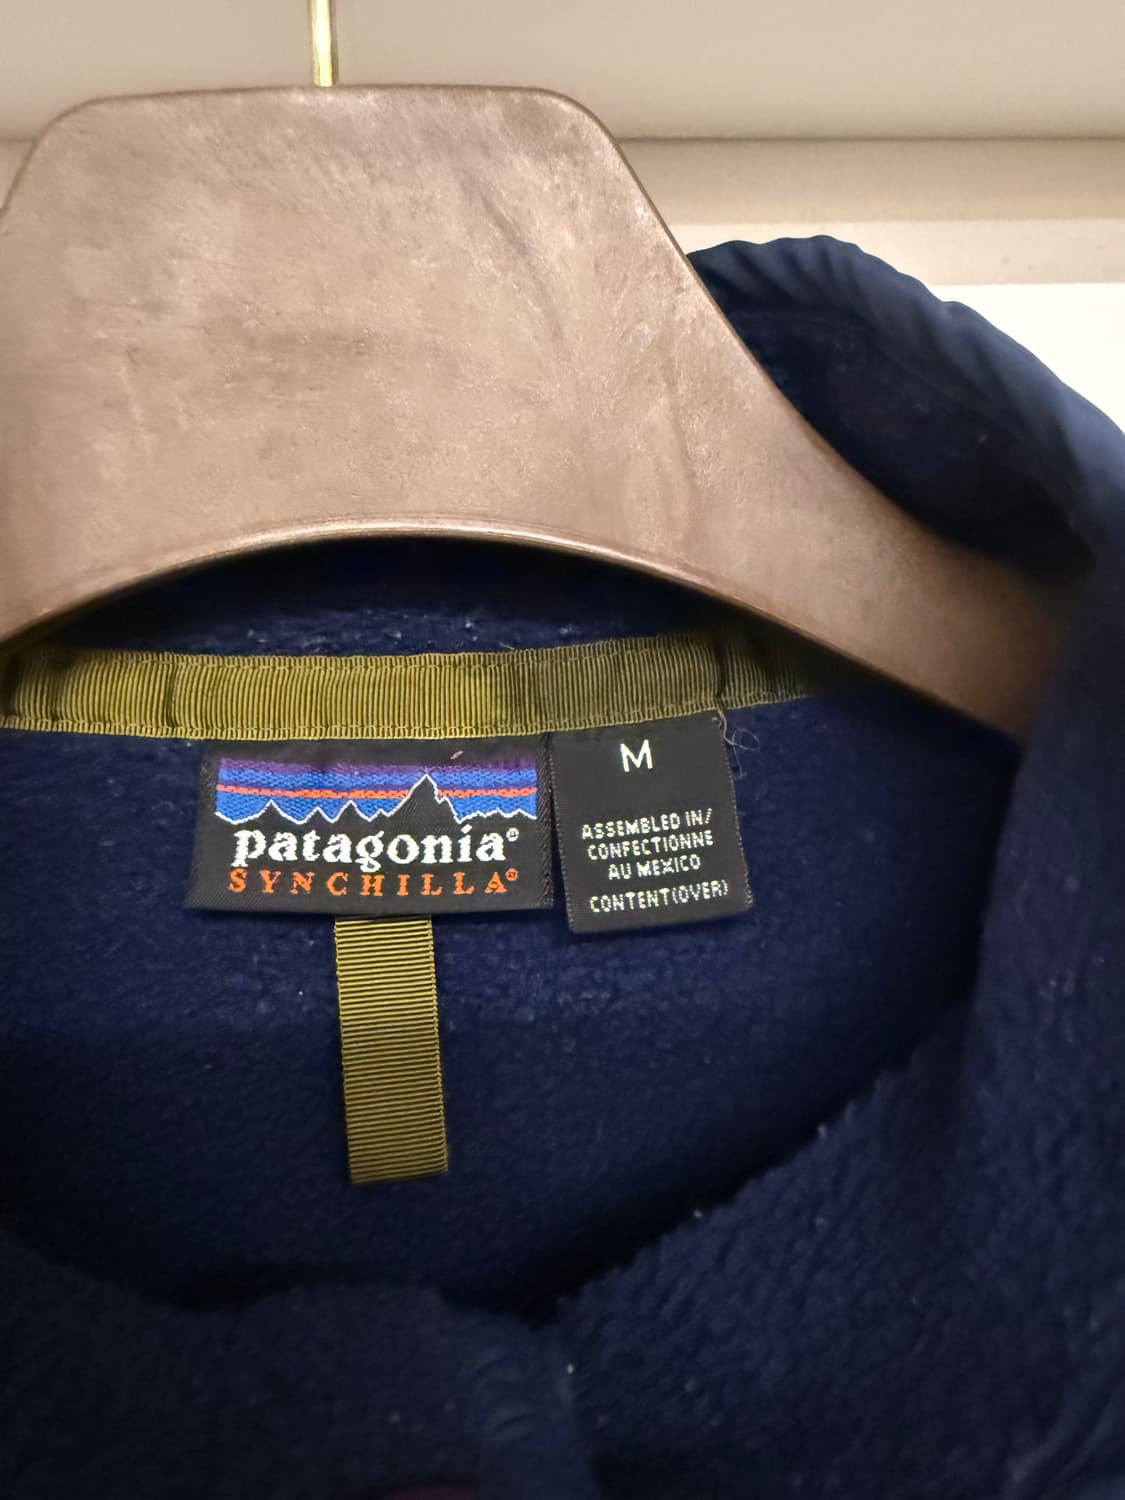 patagonia®
SYNCHILLA®
M
ASSEMBLED IN/
CONFECTIONNE
AU MEXICO
CONTENT(OVER)